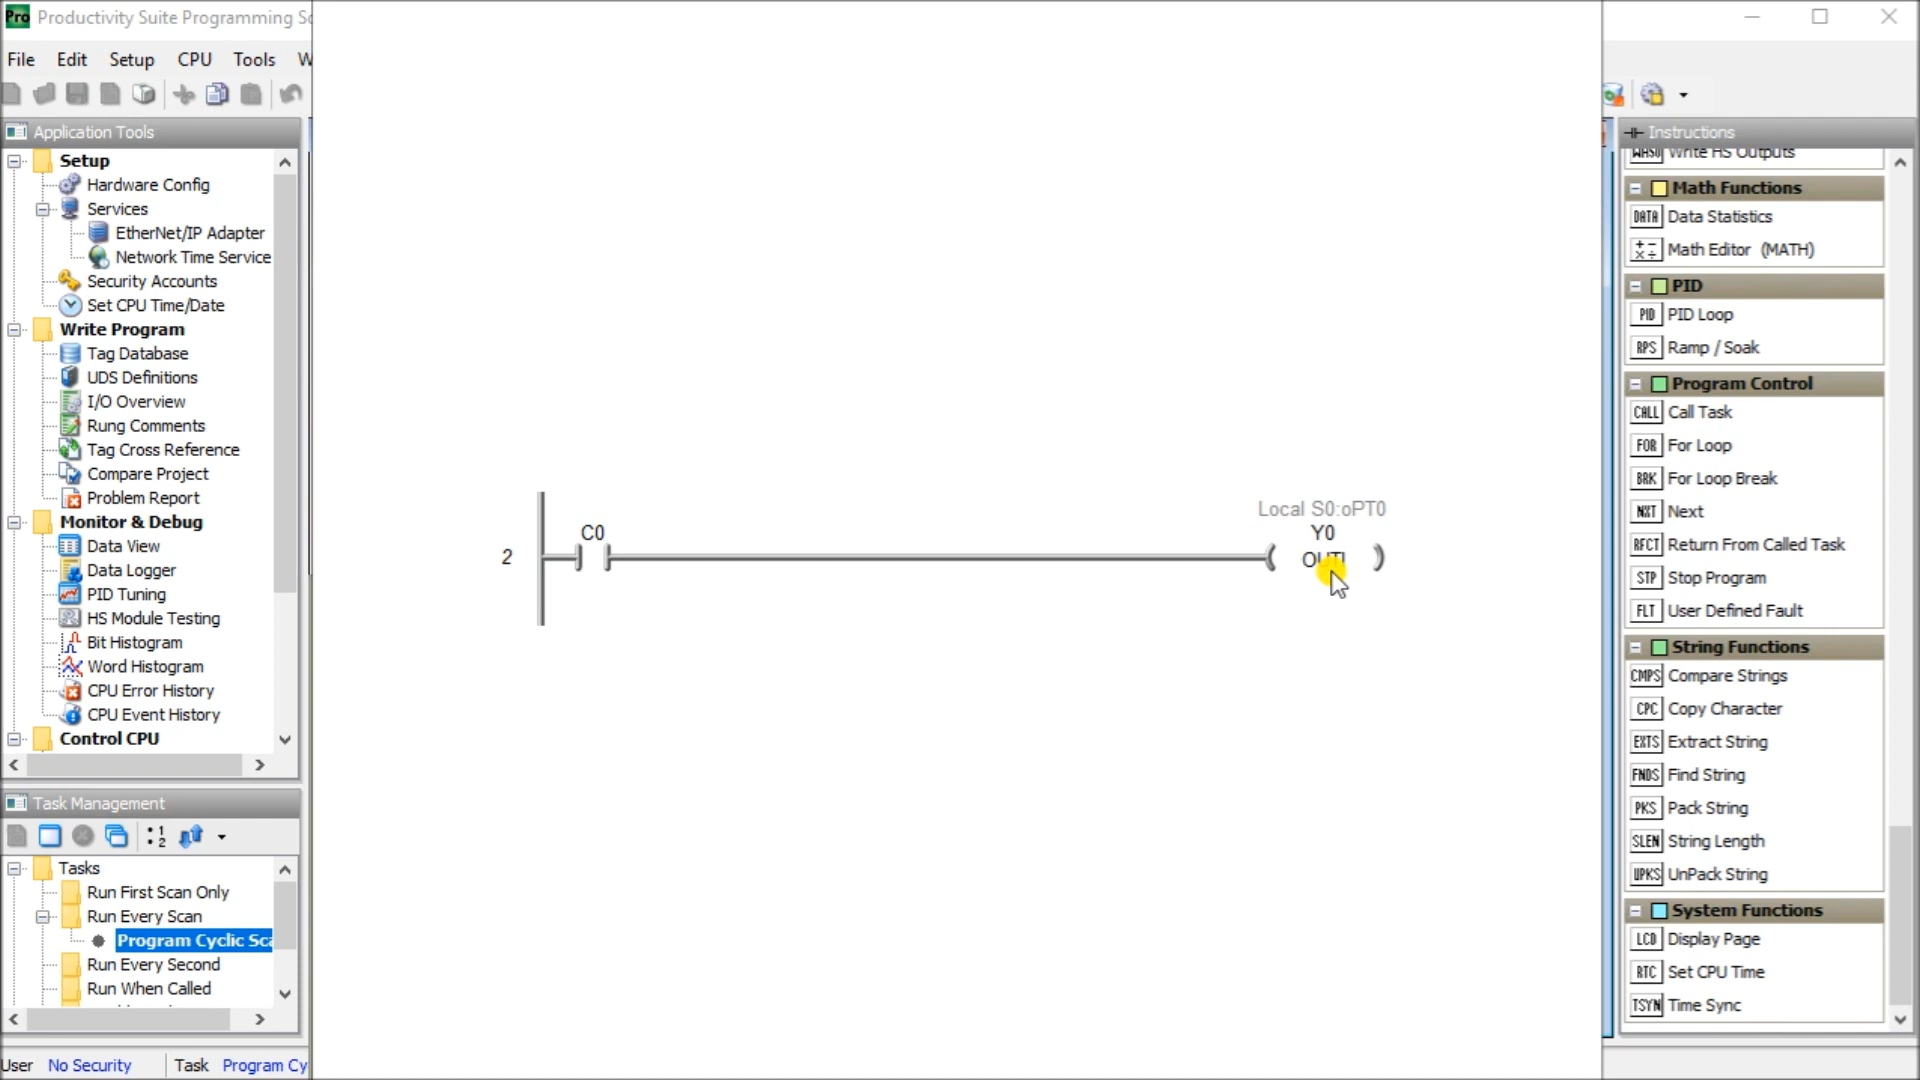 Pro Productivity Suite Programming So
File Edit Setup CPU Tools W
Application Tools
Setup
Hardware Config
Services
EtherNet/IP Adapter
Network Time Service
Security Accounts
Set CPU Time/Date
Write Program
Tag Database
UDS Definitions
I/O Overview
Rung Comments
Tag Cross Reference
Compare Project
Problem Report
Monitor & Debug
Data View
Data Logger
PID Tuning
HS Module Testing
Bit Histogram
Word Histogram
CPU Error History
CPU Event History
Control CPU
Task Management
Tasks
Run First Scan Only
Run Every Scan
Program Cyclic Sca
Run Every Second
Run When Called
User No Security Task Program Cy
Local S0:oPT0
C0 Y0
2 OUTI
Instructions
Write HS Outputs
Math Functions
DATA Data Statistics
Math Editor (MATH)
PID
PID PID Loop
RPS Ramp / Soak
Program Control
CALL Call Task
FOR For Loop
BRK For Loop Break
NXT Next
RFCT Return From Called Task
STP Stop Program
FLT User Defined Fault
String Functions
CMPS Compare Strings
CPC Copy Character
EXTS Extract String
FNDS Find String
PKS Pack String
SLEN String Length
UPKS UnPack String
System Functions
LCD Display Page
RTC Set CPU Time
TSYN Time Sync